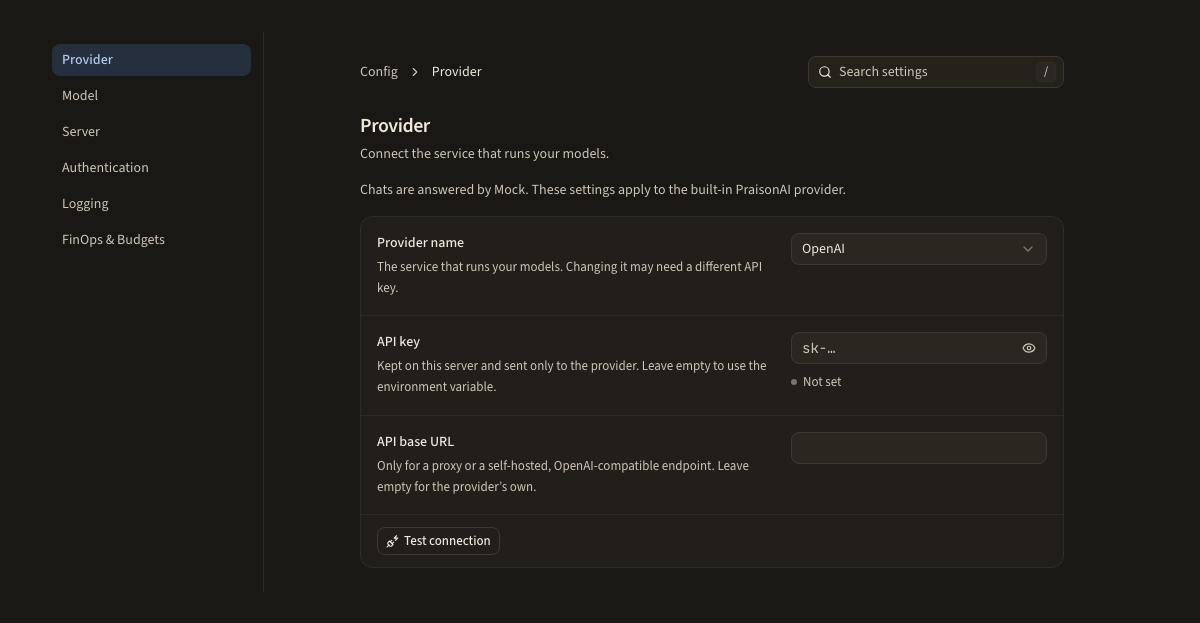 Provider
Model
Server
Authentication
Logging
FinOps & Budgets
Config
Provider
Search settings
/
Provider
Connect the service that runs your models.
Chats are answered by Mock. These settings apply to the built-in PraisonAI provider.
Provider name
The service that runs your models. Changing it may need a different API
key.
OpenAI
API key
Kept on this server and sent only to the provider. Leave empty to use the
environment variable.
sk-…
Not set
API base URL
Only for a proxy or a self-hosted, OpenAI-compatible endpoint. Leave
empty for the provider’s own.
Test connection